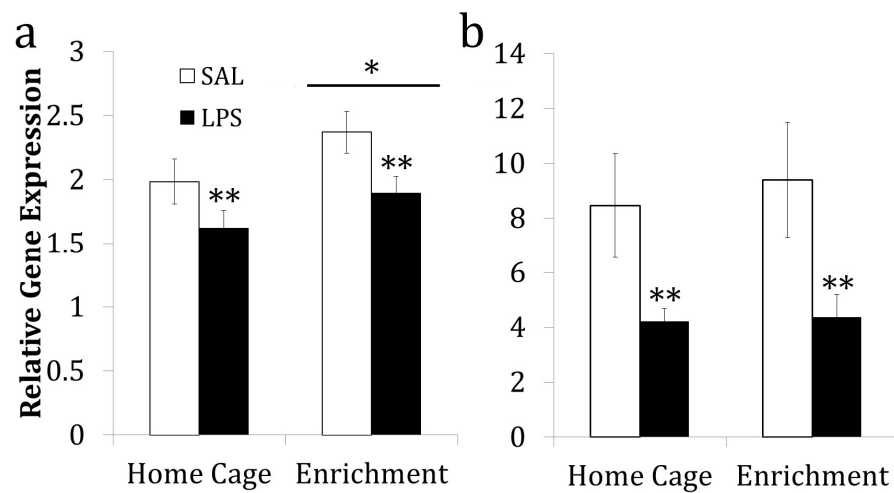 a
Relative Gene Expression
3
2.5
2
1.5
1
0.5
0
SAL
LPS
*
**
**
Home Cage
Enrichment
b
14
12
10
8
6
4
2
0
**
**
Home Cage
Enrichment